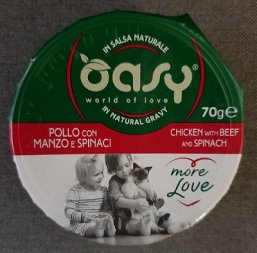 IN SALSA NATURALE
Oasy®
world of love
IN NATURAL GRAVY
70g℮
POLLO CON
MANZO E SPINACI
CHICKEN WITH BEEF
AND SPINACH
more
Love